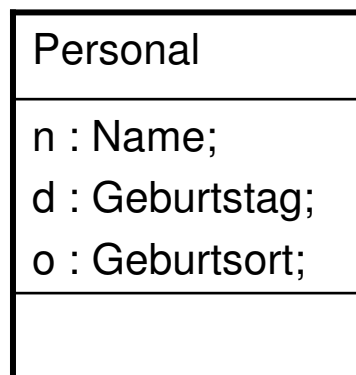 Personal
n : Name;
d : Geburtstag;
o : Geburtsort;